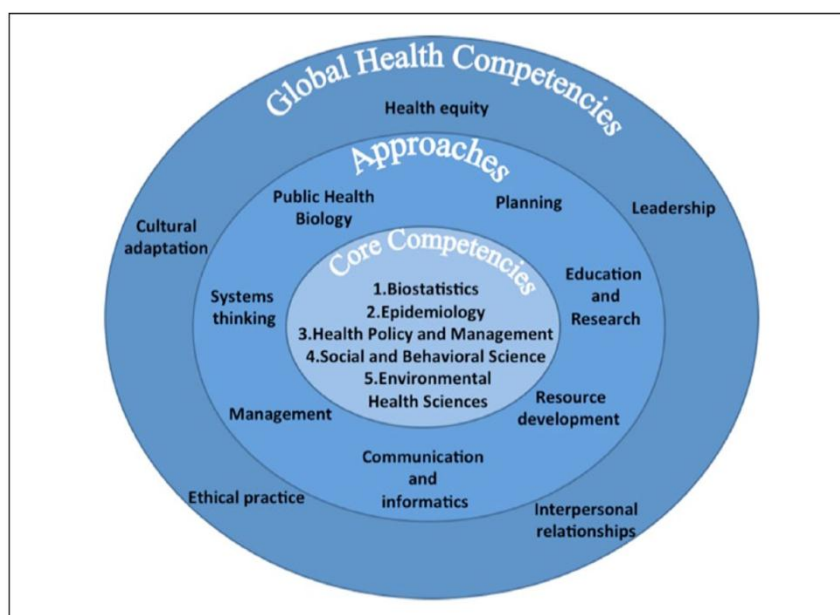 Global Health Competencies
Health equity
Approaches
Public Health
Biology
Planning
Leadership
Cultural
adaptation
Core Competencies
Systems
thinking
1.Biostatistics
2.Epidemiology
3.Health Policy and Management
4.Social and Behavioral Science
5.Environmental
Health Sciences
Education
and
Research
Management
Resource
development
Communication
and
informatics
Ethical practice
Interpersonal
relationships